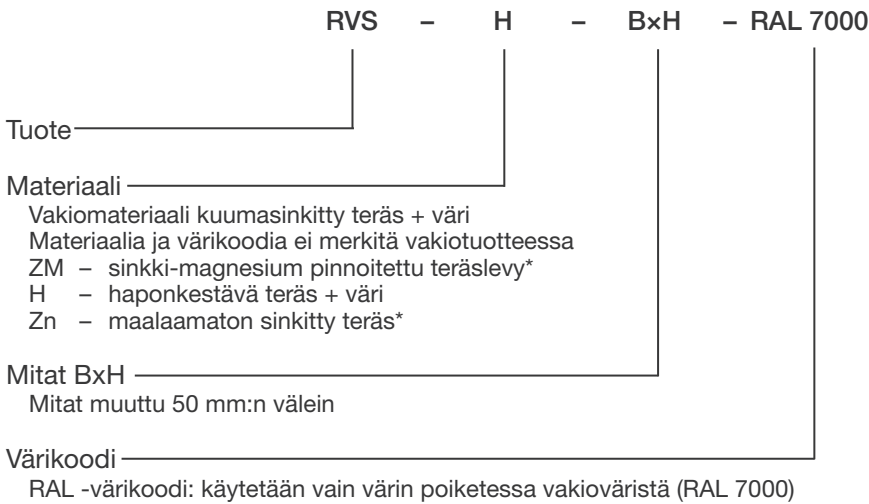 RVS – H – B×H – RAL 7000
Tuote
Materiaali
Vakiomateriaali kuumasinkitty teräs + väri
Materiaalia ja värikoodia ei merkitä vakiotuotteessa
ZM – sinkki-magnesium pinnoitettu teräslevy*
H – haponkestävä teräs + väri
Zn – maalaamaton sinkitty teräs*
Mitat BxH
Mitat muuttu 50 mm:n välein
Värikoodi
RAL -värikoodi: käytetään vain värin poiketessa vakioväristä (RAL 7000)